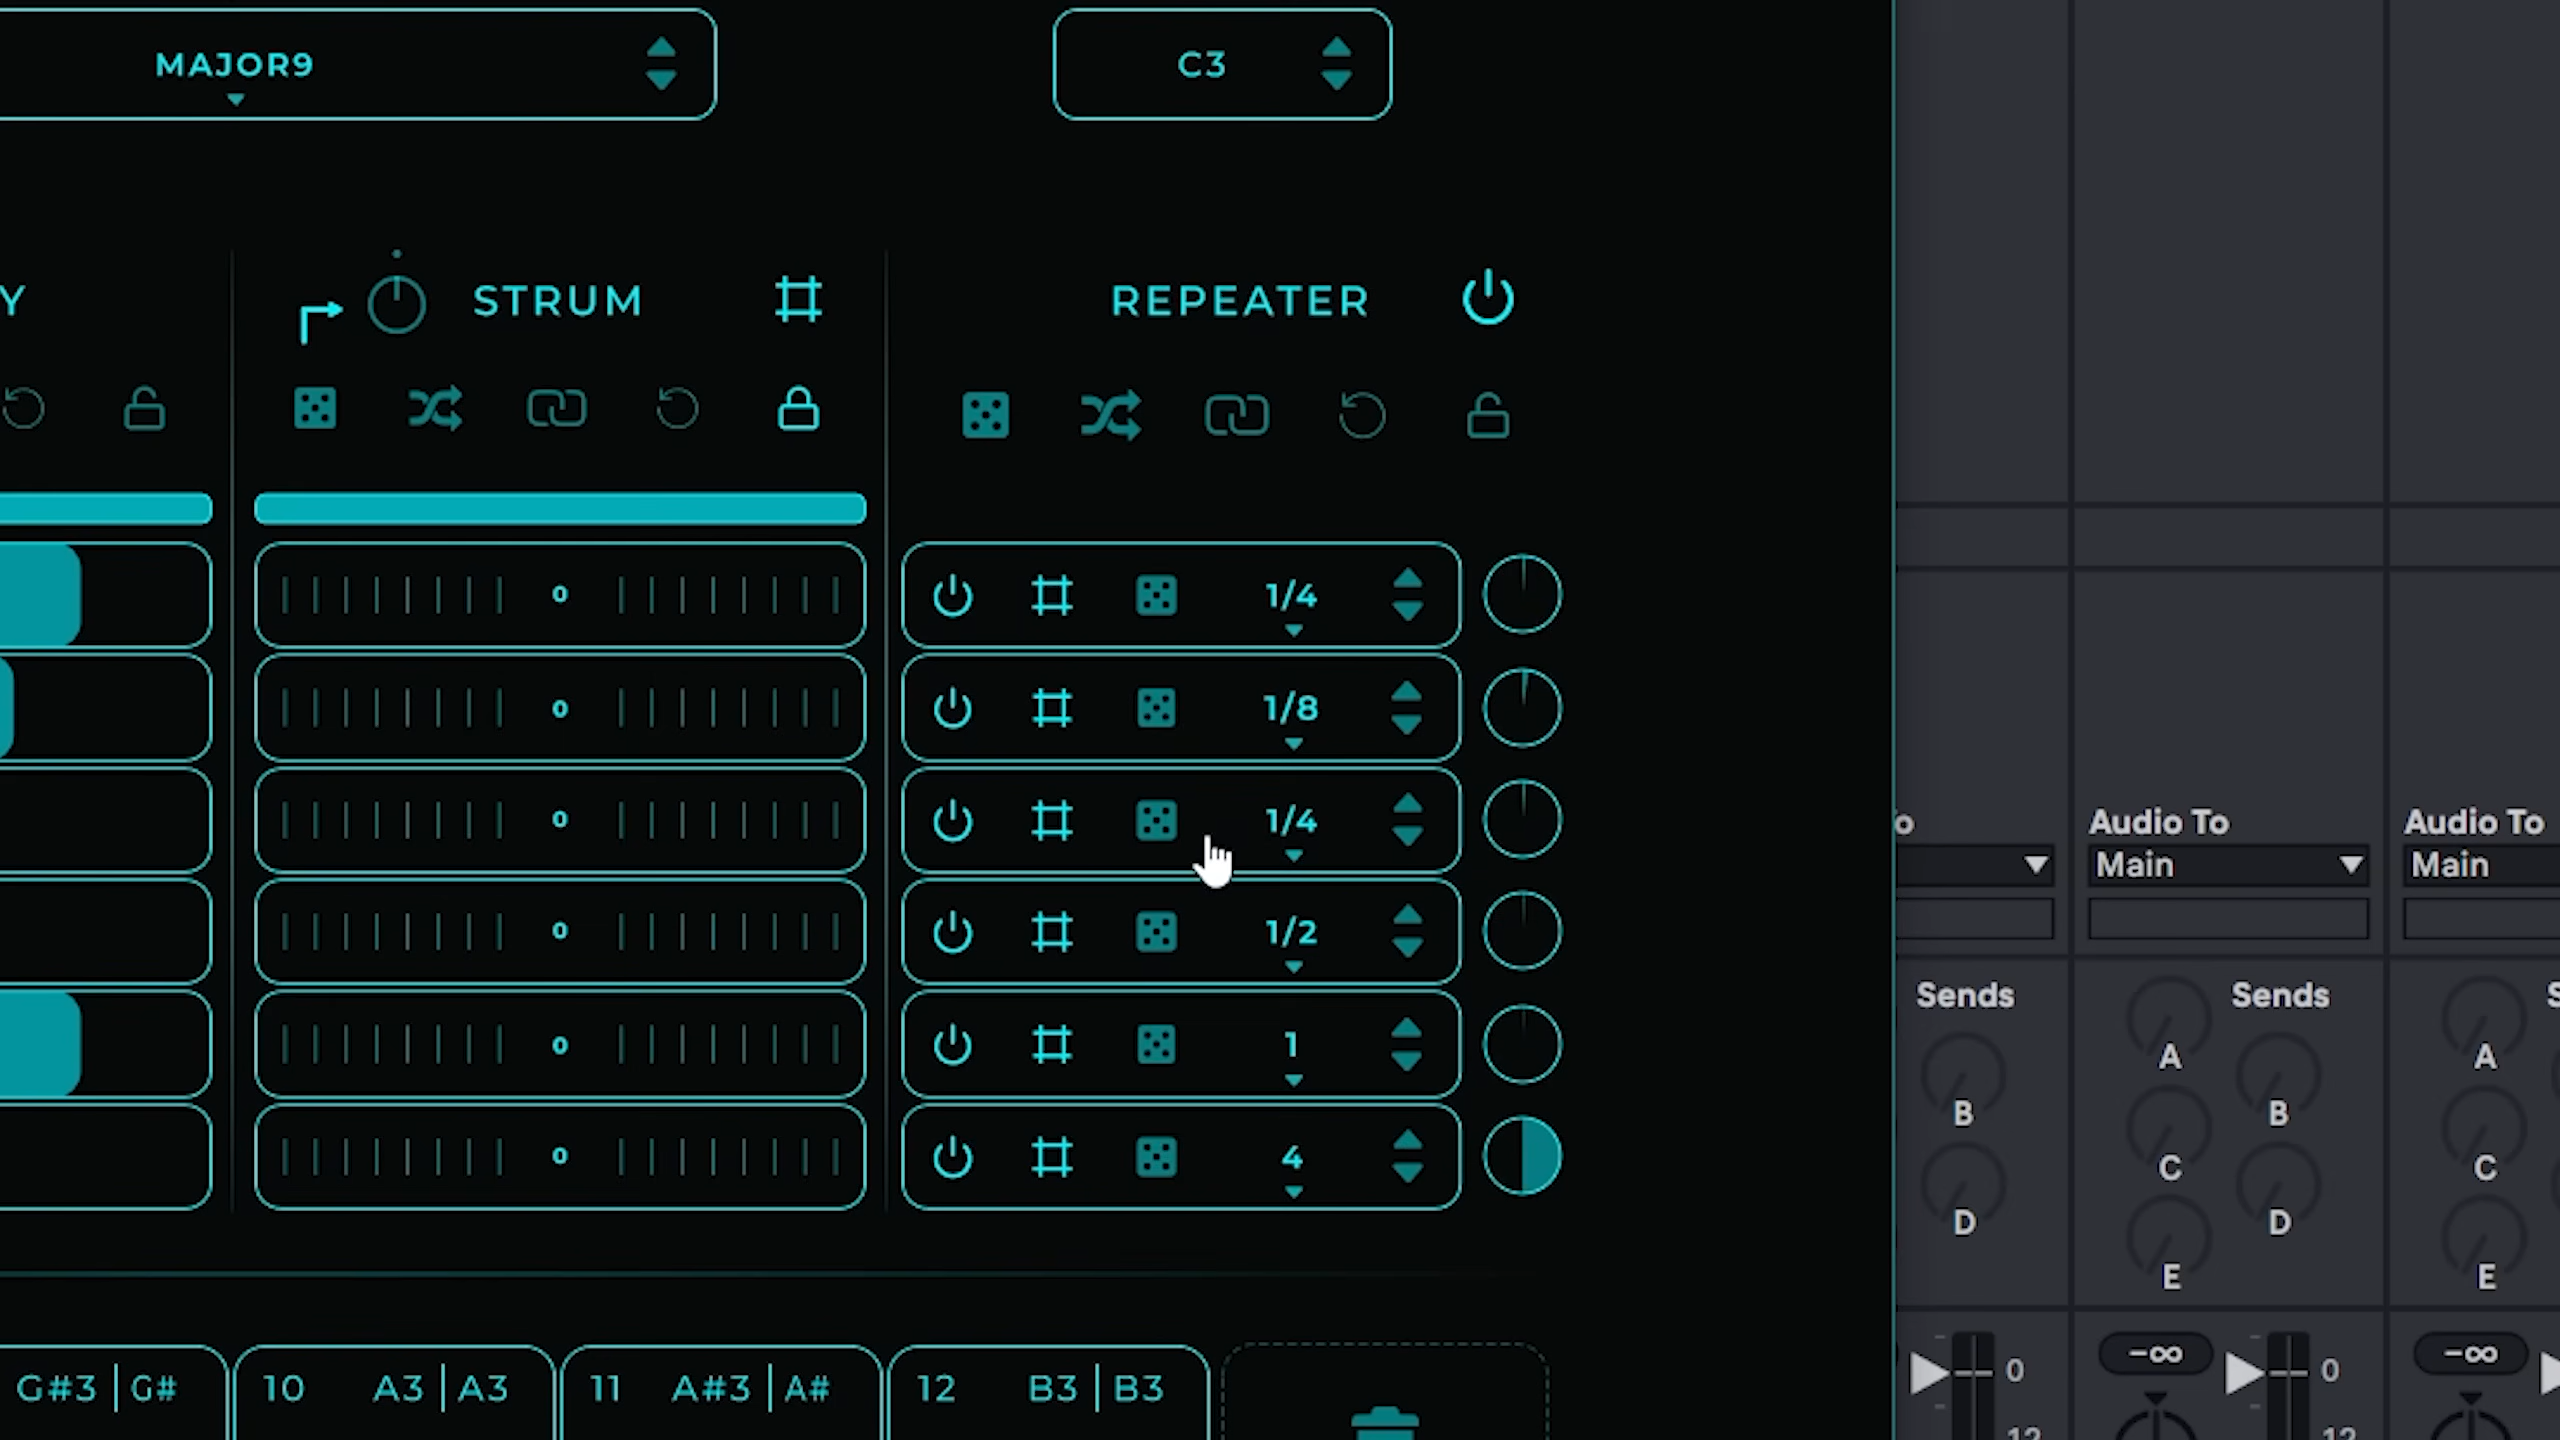 MAJOR9
C3
Y
STRUM
REPEATER
0
1/4
0
1/8
0
1/4
0
1/2
0
1
0
4
G#3 | G#
10 A3 | A3
11 A#3 | A#
12 B3 | B3
o
Audio To
Audio To
Main
Main
Sends
Sends
S
A
A
B
B
C
C
D
D
E
E
-∞
0
-∞
0
12
12